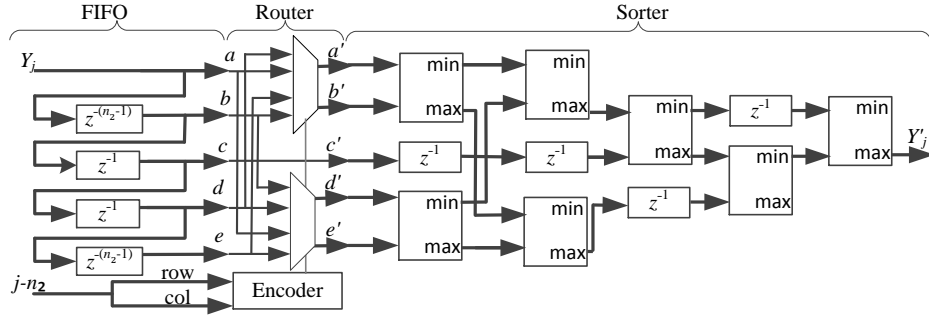 FIFO Router Sorter
Y_j a a' min min
z^{-(n_2-1)} b b' max max min z^{-1} min
z^{-1} c c' z^{-1} z^{-1} max min max Y'_j
z^{-1} d d' min min z^{-1} max
z^{-(n_2-1)} e e' max max
j-n_2 row Encoder
col